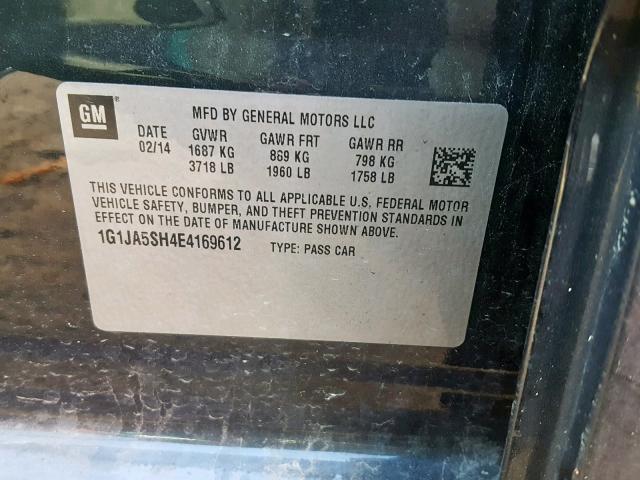 GM
MFD BY GENERAL MOTORS LLC
DATE GVWR GAWR FRT GAWR RR
02/14 1687 KG 869 KG 798 KG
3718 LB 1960 LB 1758 LB
THIS VEHICLE CONFORMS TO ALL APPLICABLE U.S. FEDERAL MOTOR
VEHICLE SAFETY, BUMPER, AND THEFT PREVENTION STANDARDS IN
EFFECT ON THE DATE OF MANUFACTURE SHOWN ABOVE.
1G1JA5SH4E4169612 TYPE: PASS CAR